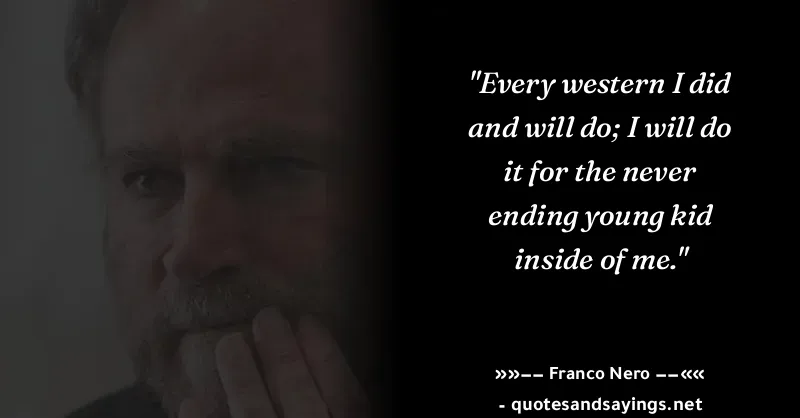 "Every western I did
and will do; I will do
it for the never
ending young kid
inside of me."
»»−− Franco Nero −−««
- quotesandsayings.net